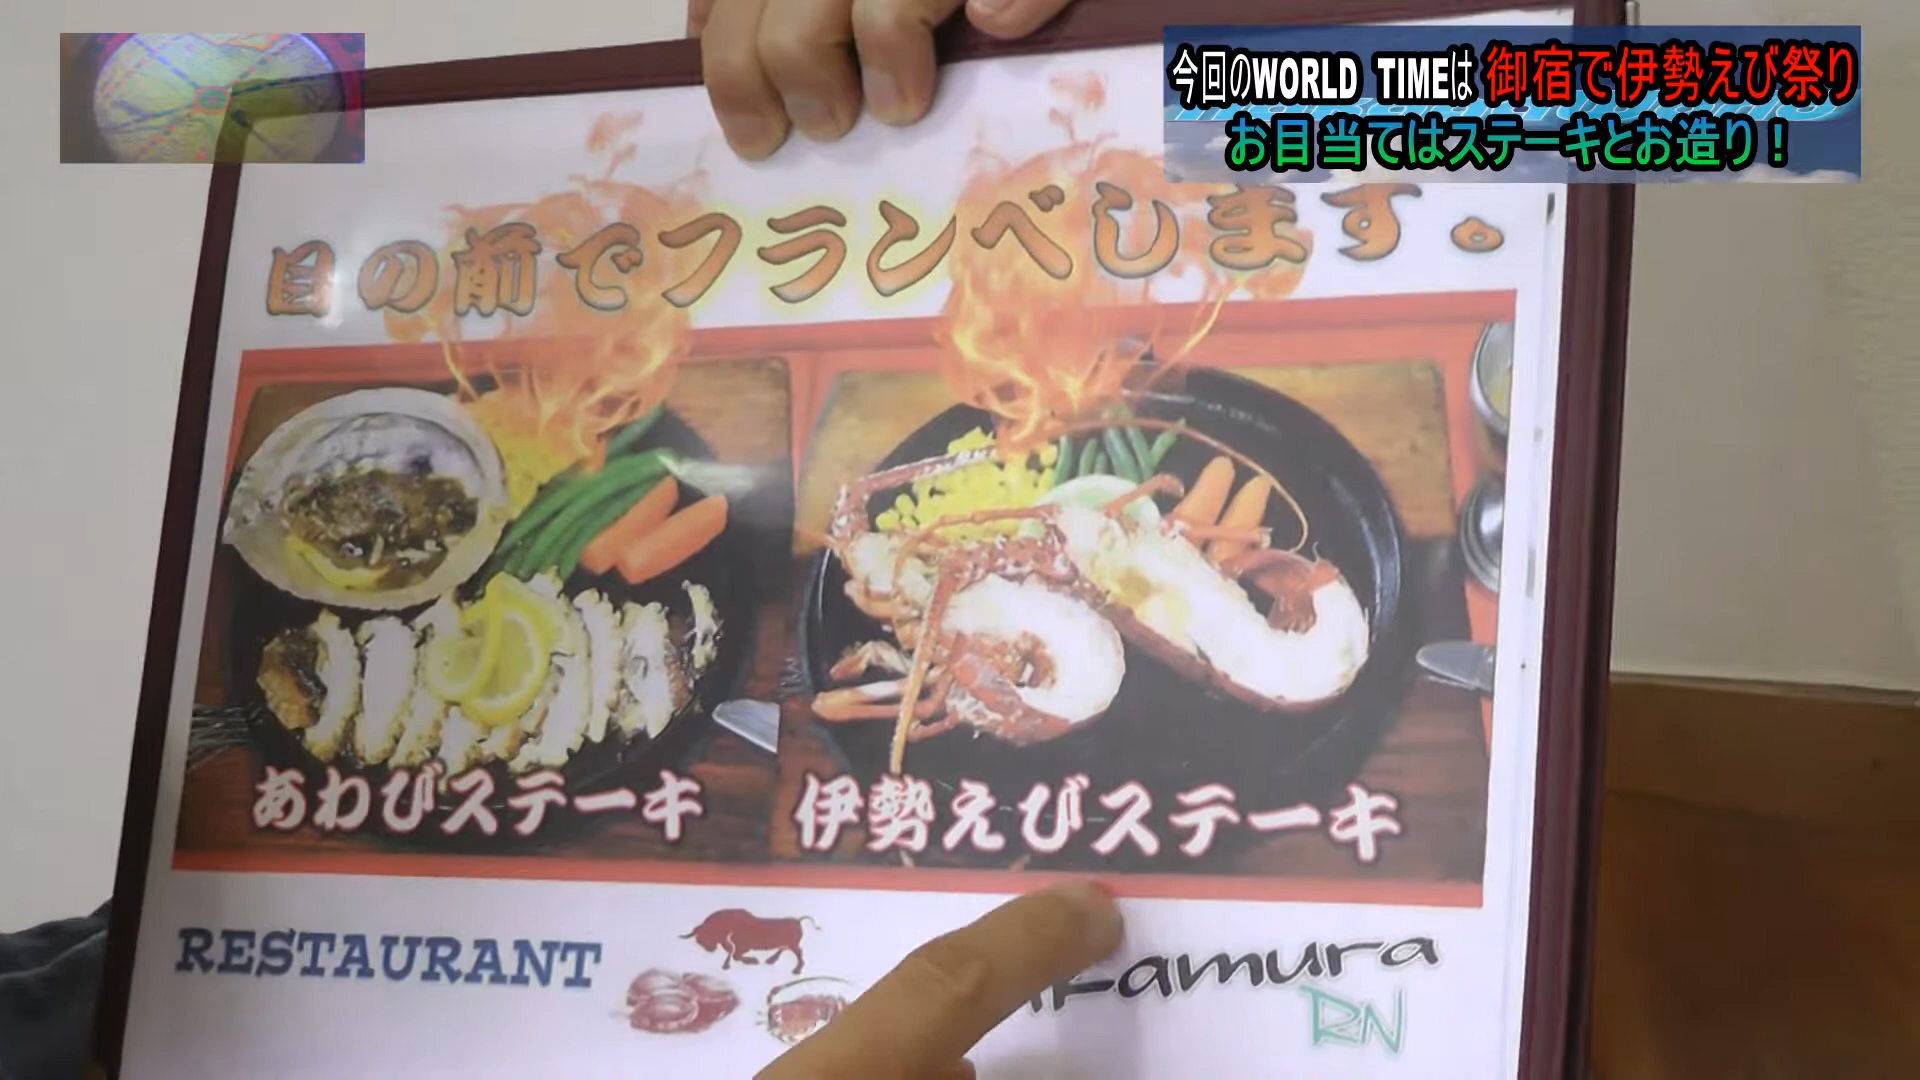 今回のWORLD TIMEは 御宿で伊勢えび祭り
お目当てはステーキとお造り！
目の前でフランベします。
あわびステーキ
伊勢えびステーキ
RESTAURANT
RN